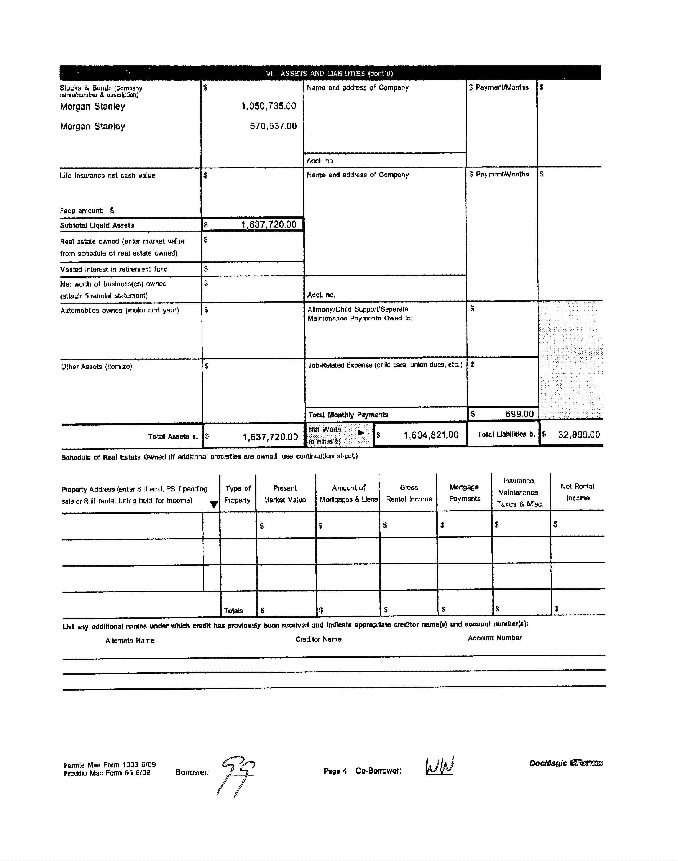 VI. ASSETS AND LIABILITIES (cont'd)
Stocks & Bonds (Company $ Name and address of Company $ Payment/Months $
name/number & description)
Morgan Stanley 1,050,735.00
Morgan Stanley
Acct. no.
Life insurance net cash value $ Name and address of Company $ Payment/Months $
Face amount: $
Subtotal Liquid Assets $ 1,637,720.00
Real estate owned (enter market value $
from schedule of real estate owned)
Vested interest in retirement fund $
Net worth of business(es) owned $
(attach financial statement) Acct. no.
Automobiles owned (make and year) $ Alimony/Child Support/Separate $
Maintenance Payments Owed to:
Other Assets (itemize) $ Job-Related Expense (child care, union dues, etc.) $
Total Monthly Payments $ 699.00
Total Assets a. $ 1,637,720.00 Net Worth $ 1,604,821.00 Total Liabilities b. $ 32,899.00
Schedule of Real Estate Owned (if additional properties are owned, use continuation sheet)
Property Address (enter S if sold, PS if pending
sale or R if rental being held for income)
Type of
Property
Present
Market Value
Amount of
Mortgages & Liens
Gross
Rental Income
Mortgage
Payments
Insurance,
Maintenance,
Taxes & Misc.
Net Rental
Income
$ $ $ $ $ $
Totals $ $ $ $ $ $
List any additional names under which credit has previously been received and indicate appropriate creditor name(s) and account number(s):
Alternate Name Creditor Name Account Number
Fannie Mae Form 1003 6/09
Freddie Mac Form 65 6/09
Borrower:
Page 4 Co-Borrower: WW
DocMagic eForms